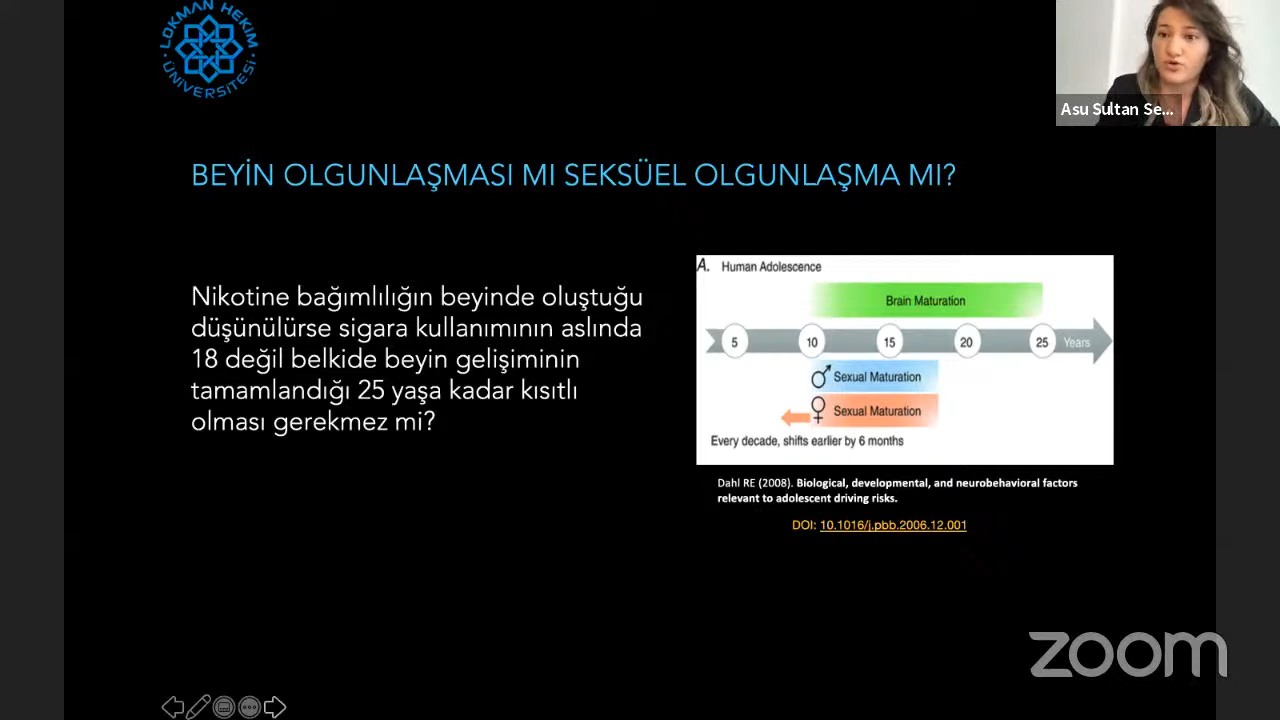 LOKMAN HEKİM
ÜNİVERSİTESİ
Asu Sultan Se...
BEYİN OLGUNLAŞMASI MI SEKSÜEL OLGUNLAŞMA MI?
Nikotine bağımlılığın beyinde oluştuğu
düşünülürse sigara kullanımının aslında
18 değil belkide beyin gelişiminin
tamamlandığı 25 yaşa kadar kısıtlı
olması gerekmez mi?
A. Human Adolescence
Brain Maturation
5 10 15 20 25 Years
♂ Sexual Maturation
♀ Sexual Maturation
Every decade, shifts earlier by 6 months
Dahl RE (2008). Biological, developmental, and neurobehavioral factors
relevant to adolescent driving risks.
DOI: 10.1016/j.pbb.2006.12.001
zoom